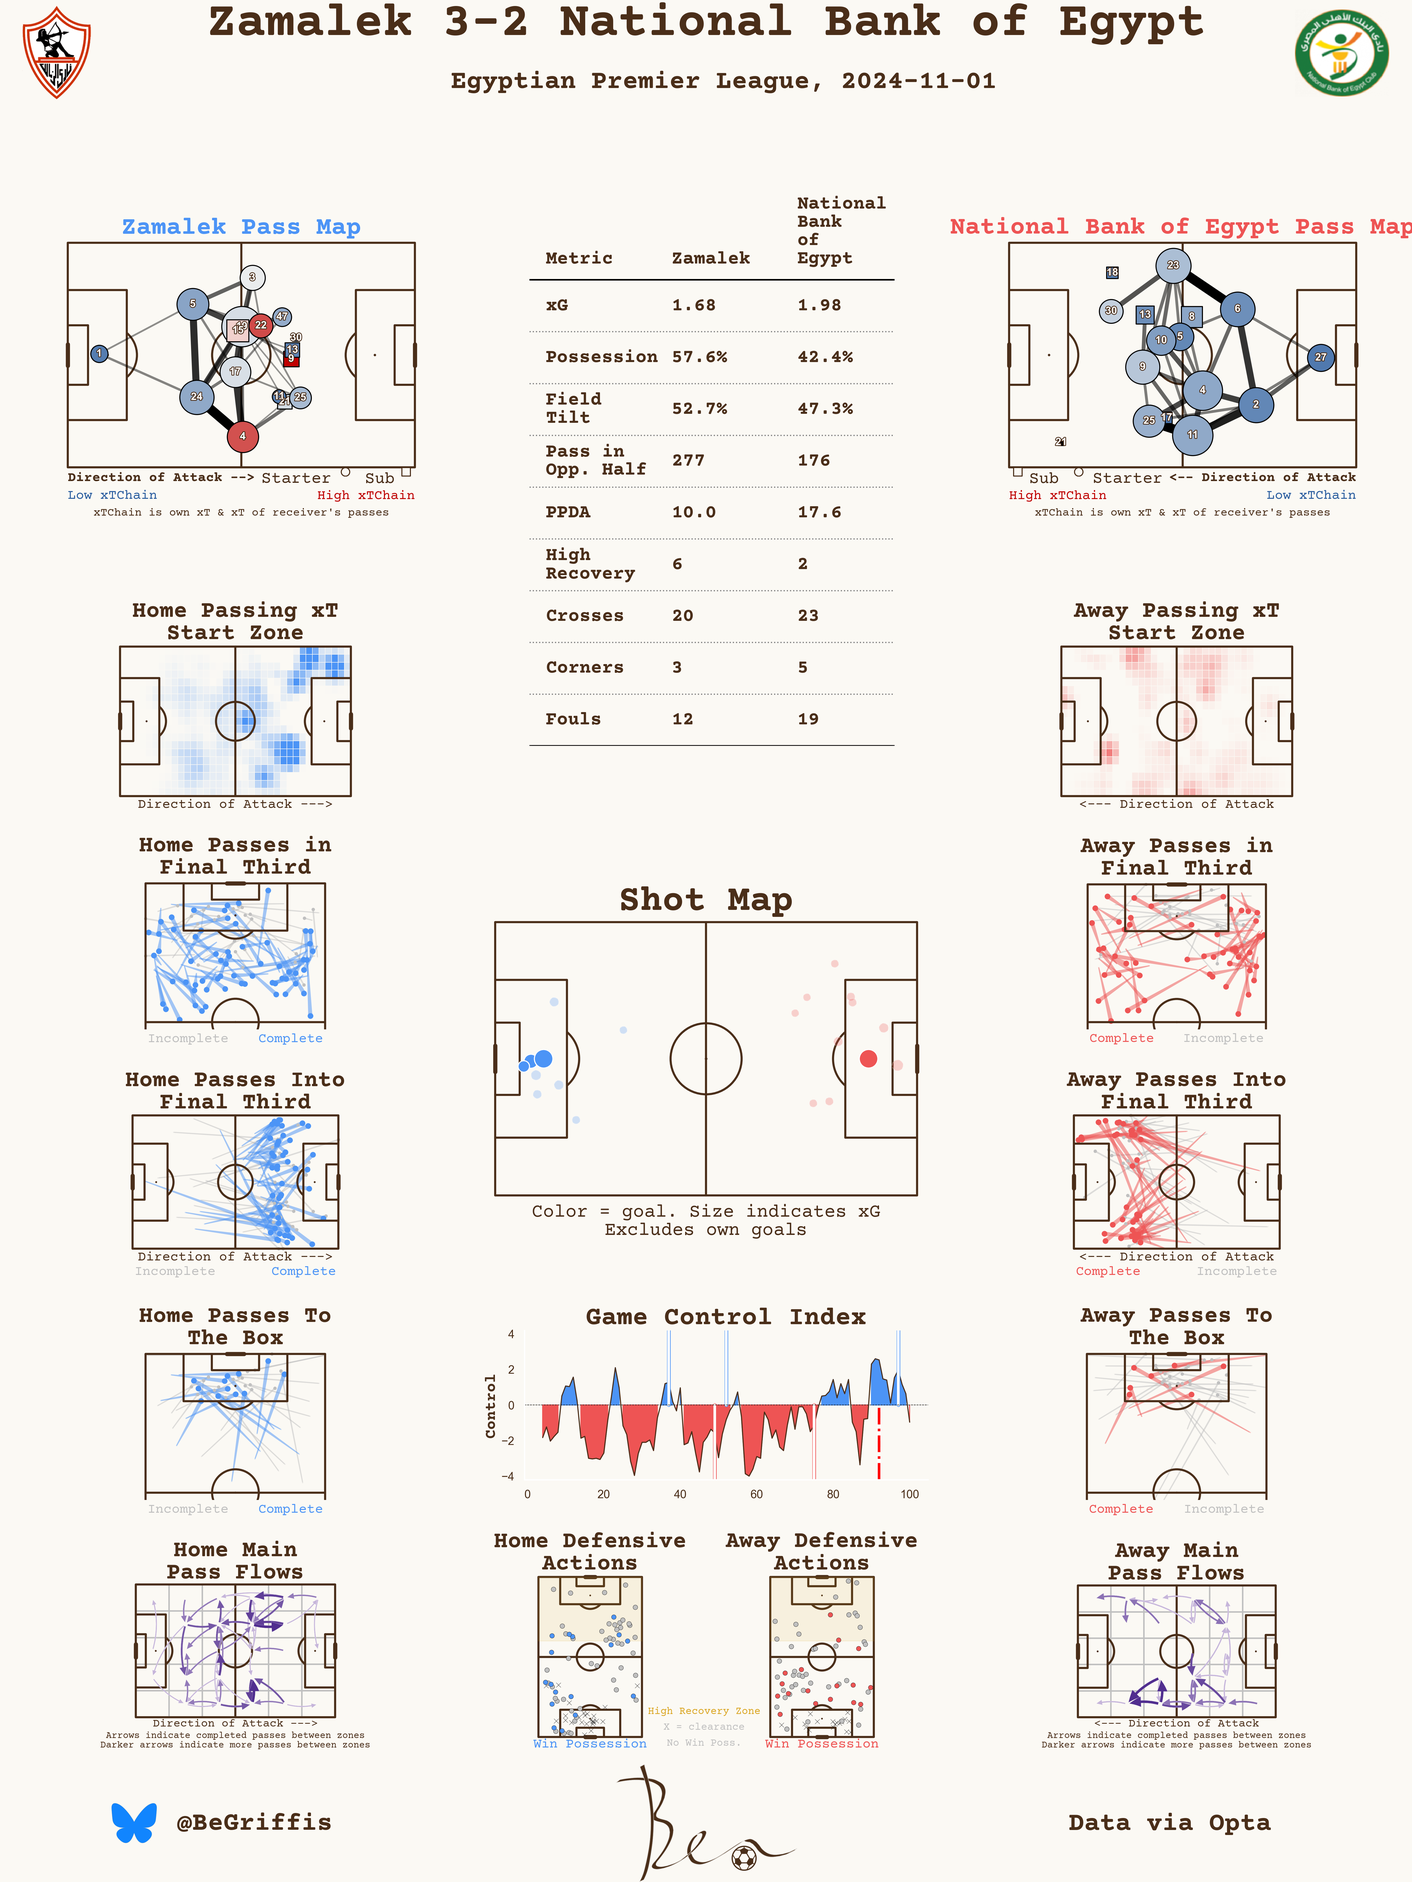 Zamalek 3-2 National Bank of Egypt
Egyptian Premier League, 2024-11-01
النادي الأهلي المصري
National Bank of Egypt Club
Zamalek Pass Map
1
5
24
3
15
22
47
30
13
9
17
11
21
25
4
Direction of Attack --> Starter Sub
Low xTChain High xTChain
xTChain is own xT & xT of receiver's passes
Metric Zamalek National Bank of Egypt
xG 1.68 1.98
Possession 57.6% 42.4%
Field Tilt 52.7% 47.3%
Pass in Opp. Half 277 176
PPDA 10.0 17.6
High Recovery 6 2
Crosses 20 23
Corners 3 5
Fouls 12 19
National Bank of Egypt Pass Map
18
23
30
13
8
6
10
5
9
27
4
2
25
17
11
21
Sub Starter <-- Direction of Attack
High xTChain Low xTChain
xTChain is own xT & xT of receiver's passes
Home Passing xT
Start Zone
Direction of Attack --->
Away Passing xT
Start Zone
<--- Direction of Attack
Home Passes in
Final Third
Incomplete Complete
Away Passes in
Final Third
Complete Incomplete
Shot Map
Color = goal. Size indicates xG
Excludes own goals
Home Passes Into
Final Third
Direction of Attack --->
Incomplete Complete
Away Passes Into
Final Third
<--- Direction of Attack
Complete Incomplete
Home Passes To
The Box
Incomplete Complete
Game Control Index
Control
4
2
0
−2
−4
0 20 40 60 80 100
Away Passes To
The Box
Complete Incomplete
Home Main
Pass Flows
Direction of Attack --->
Arrows indicate completed passes between zones
Darker arrows indicate more passes between zones
Home Defensive
Actions
Win Possession
Away Defensive
Actions
Win Possession
High Recovery Zone
X = clearance
No Win Poss.
Away Main
Pass Flows
<--- Direction of Attack
Arrows indicate completed passes between zones
Darker arrows indicate more passes between zones
@BeGriffis
Ben
Data via Opta